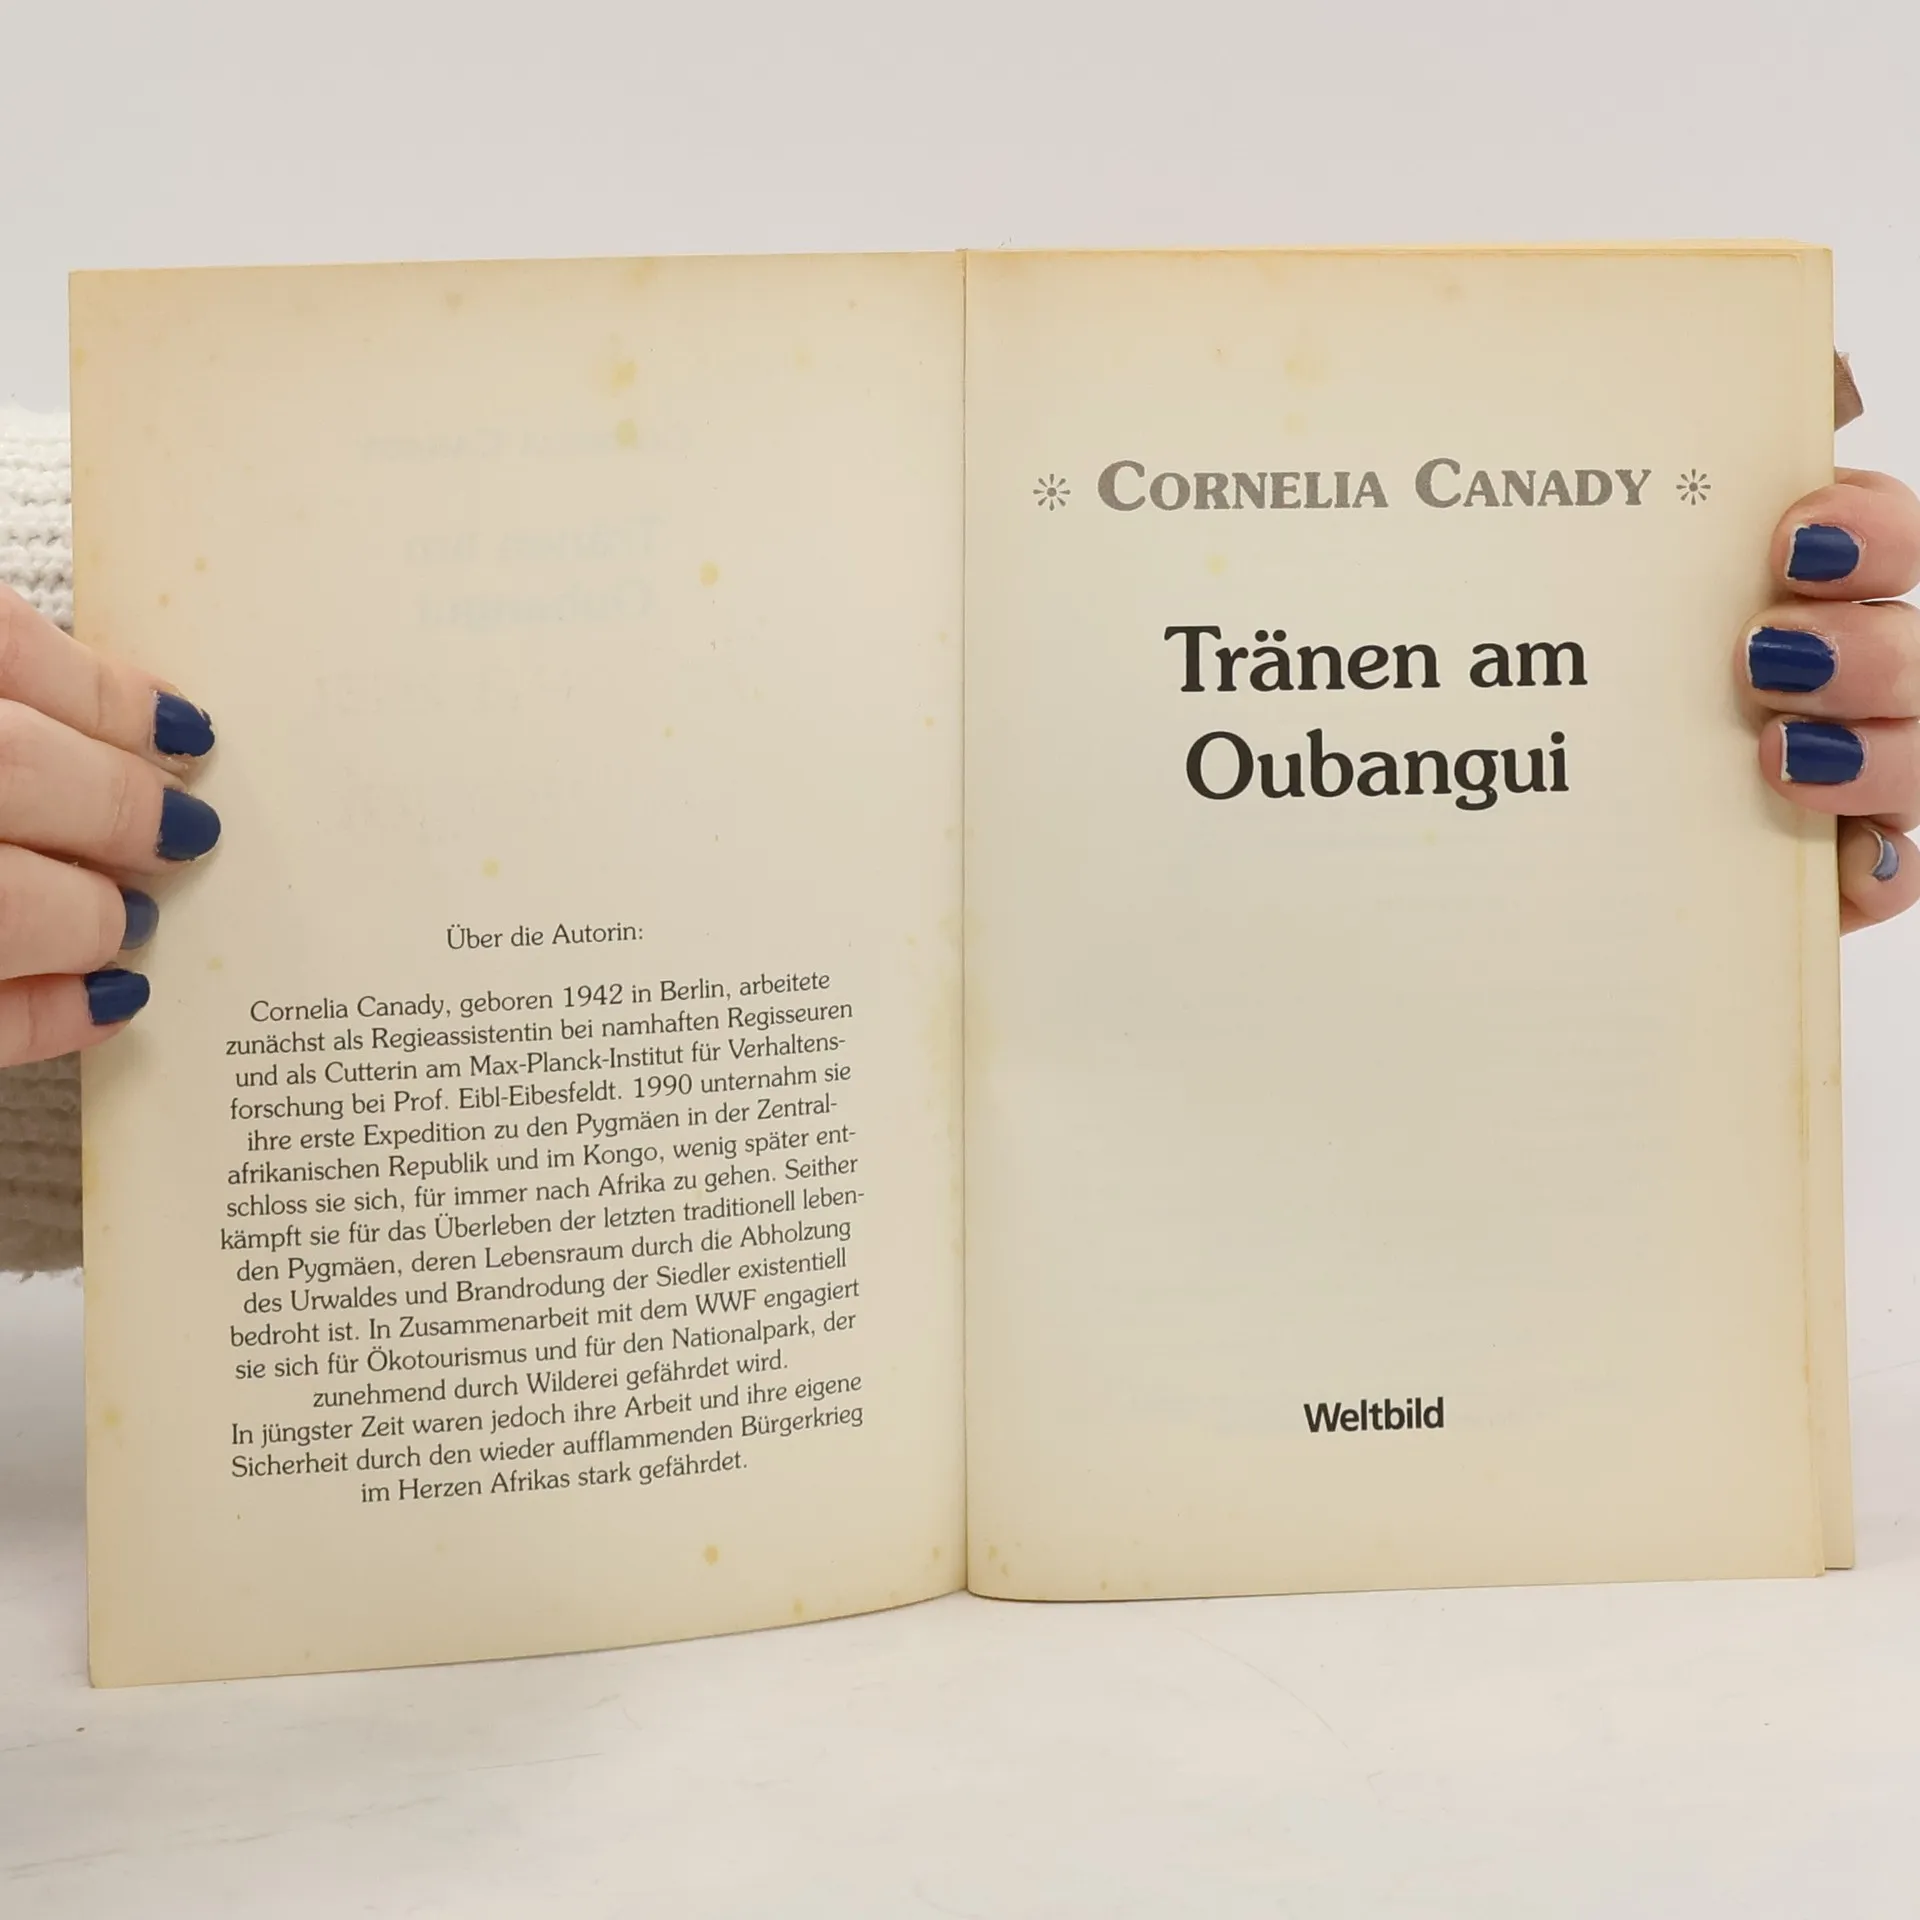 Über die Autorin:
Cornelia Canady, geboren 1942 in Berlin, arbeitete
zunächst als Regieassistentin bei namhaften Regisseuren
und als Cutterin am Max-Planck-Institut für Verhaltens-
forschung bei Prof. Eibl-Eibesfeldt. 1990 unternahm sie
ihre erste Expedition zu den Pygmäen in der Zentral-
afrikanischen Republik und im Kongo, wenig später ent-
schloss sie sich, für immer nach Afrika zu gehen. Seither
kämpft sie für das Überleben der letzten traditionell leben-
den Pygmäen, deren Lebensraum durch die Abholzung
des Urwaldes und Brandrodung der Siedler existentiell
bedroht ist. In Zusammenarbeit mit dem WWF engagiert
sie sich für Ökotourismus und für den Nationalpark, der
zunehmend durch Wilderei gefährdet wird.
In jüngster Zeit waren jedoch ihre Arbeit und ihre eigene
Sicherheit durch den wieder aufflammenden Bürgerkrieg
im Herzen Afrikas stark gefährdet.
CORNELIA CANADY
Tränen am
Oubangui
Weltbild